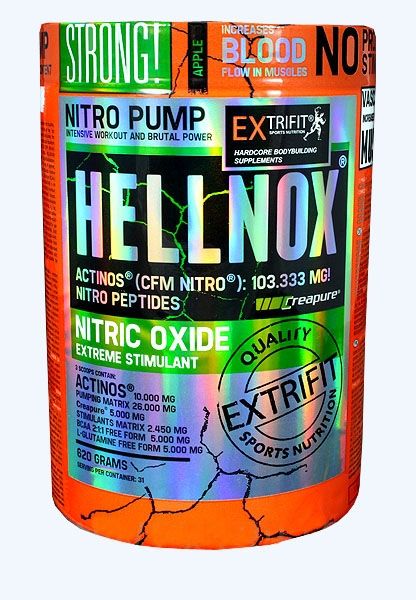 STRONG!
APPLE
INCREASES
BLOOD
FLOW IN MUSCLES
NO
NITRO PUMP
INTENSIVE WORKOUT AND BRUTAL POWER
EXTRIFIT®
SPORTS NUTRITION
HARDCORE BODYBUILDING
SUPPLEMENTS
HELLNOX®
ACTINOS® (CFM NITRO®): 103.333 MG!
NITRO PEPTIDES
Creapure®
NITRIC OXIDE
EXTREME STIMULANT
2 SCOOPS CONTAIN:
ACTINOS® 10.000 MG
PUMPING MATRIX 26.000 MG
Creapure® 5.000 MG
STIMULANTS MATRIX 2.450 MG
BCAA 2:1:1 FREE FORM 5.000 MG
L-GLUTAMINE FREE FORM 5.000 MG
620 GRAMS
SERVING PER CONTAINER: 31
QUALITY
EXTRIFIT
SPORTS NUTRITION